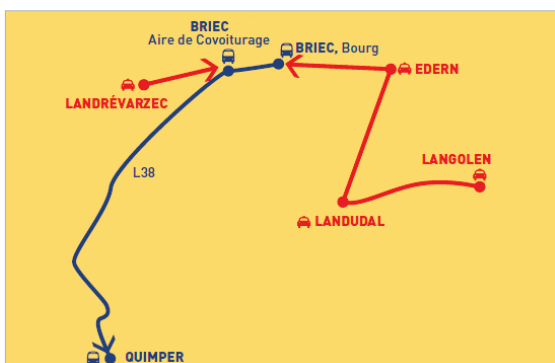 BRIEC
Aire de Covoiturage
BRIEC, Bourg
EDERN
LANDRÉVARZEC
LANGOLEN
L38
LANDUDAL
QUIMPER